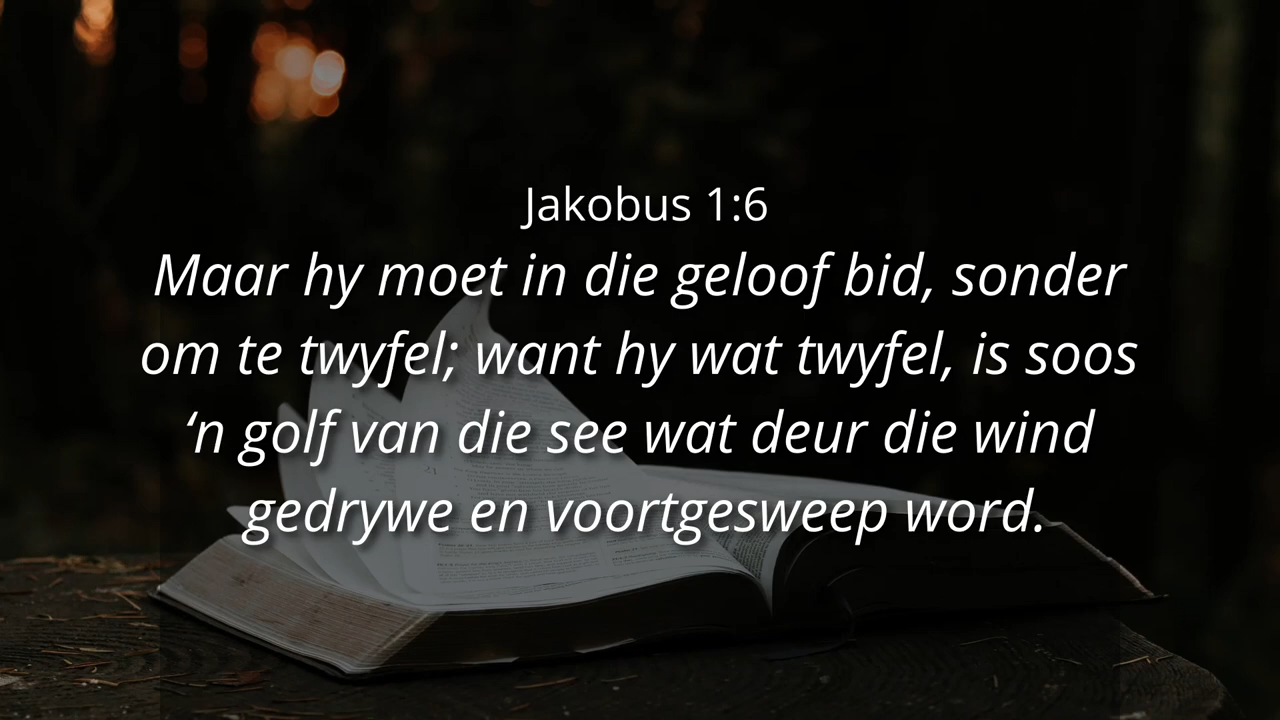 Jakobus 1:6
Maar hy moet in die geloof bid, sonder
om te twyfel; want hy wat twyfel, is soos
‘n golf van die see wat deur die wind
gedrywe en voortgesweep word.